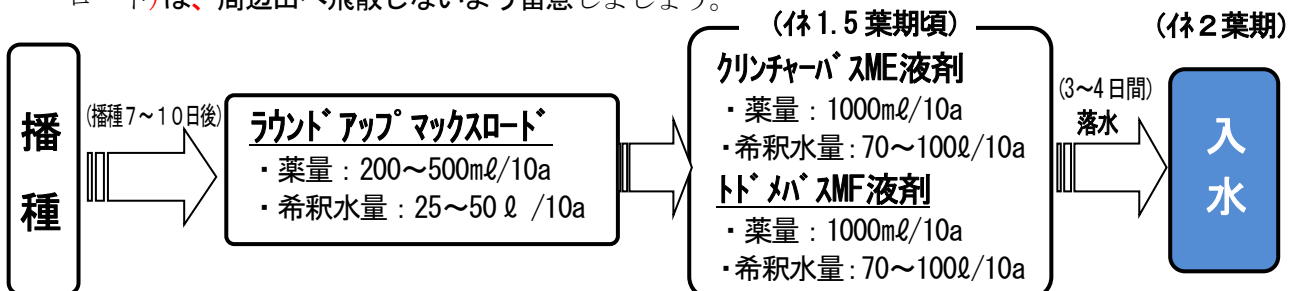 ロード)は、周辺田へ飛散しないよう留意しましょう。
播種
(播種7～10日後)
ﾗｳﾝﾄﾞｱｯﾌﾟﾏｯｸｽﾛｰﾄﾞ
・薬量：200～500mℓ/10a
・希釈水量：25～50ℓ /10a
(ｲﾈ1.5葉期頃)
ｸﾘﾝﾁｬｰﾊﾞｽME液剤
・薬量：1000mℓ/10a
・希釈水量：70～100ℓ/10a
ﾄﾄﾞﾒﾊﾞｽMF液剤
・薬量：1000mℓ/10a
・希釈水量：70～100ℓ/10a
(3～4日間)
落水
(ｲﾈ２葉期)
入水